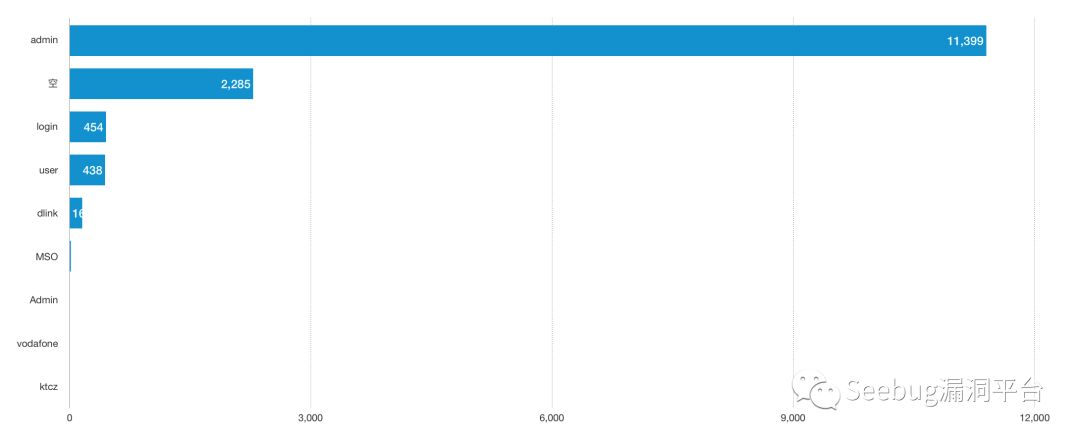 admin 11,399
空 2,285
login 454
user 438
dlink
MSO
Admin
vodafone
ktcz
0 3,000 6,000 9,000 12,000
Seebug漏洞平台